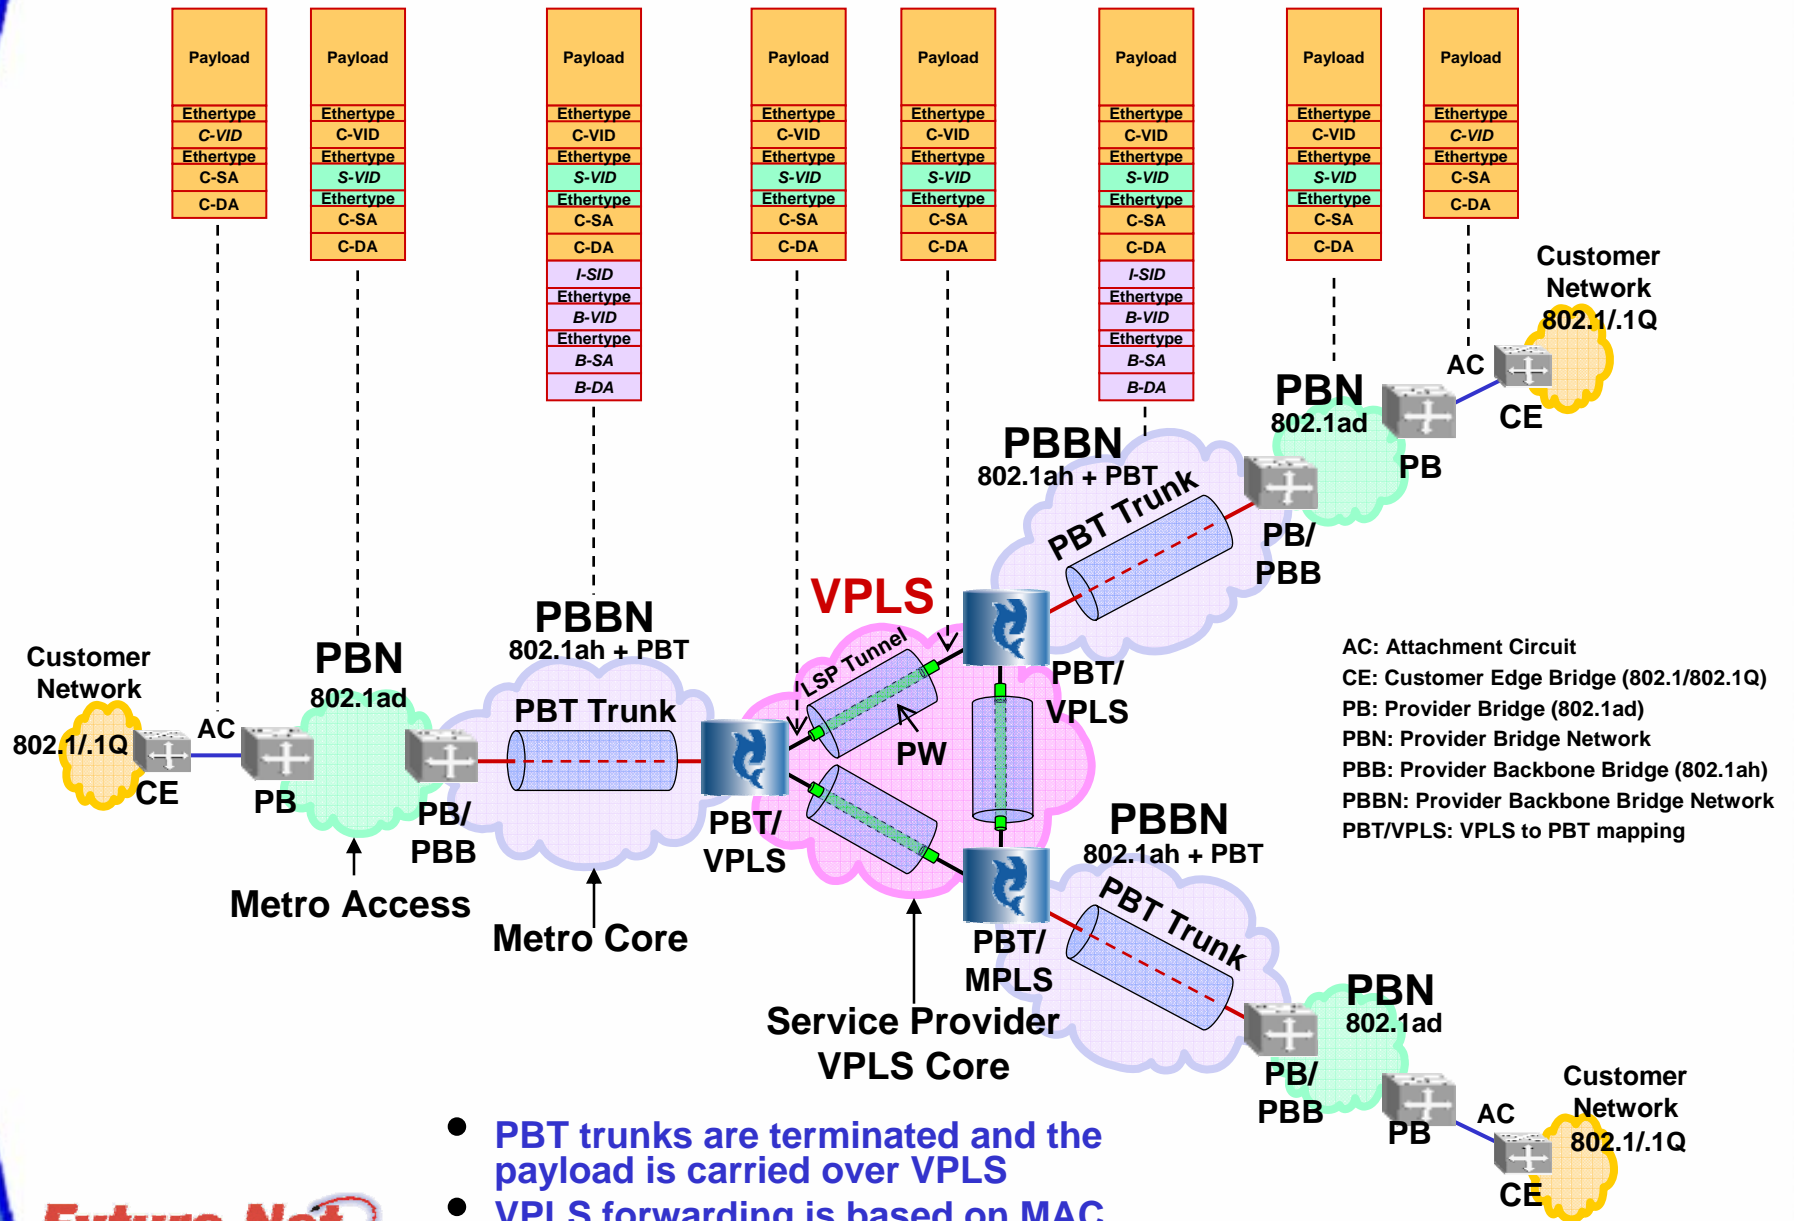 Payload
Ethertype
C-VID
Ethertype
C-SA
C-DA
Payload
Ethertype
C-VID
Ethertype
S-VID
Ethertype
C-SA
C-DA
Payload
Ethertype
C-VID
Ethertype
S-VID
Ethertype
C-SA
C-DA
I-SID
Ethertype
B-VID
Ethertype
B-SA
B-DA
Payload
Ethertype
C-VID
Ethertype
S-VID
Ethertype
C-SA
C-DA
Payload
Ethertype
C-VID
Ethertype
S-VID
Ethertype
C-SA
C-DA
Payload
Ethertype
C-VID
Ethertype
S-VID
Ethertype
C-SA
C-DA
I-SID
Ethertype
B-VID
Ethertype
B-SA
B-DA
Payload
Ethertype
C-VID
Ethertype
S-VID
Ethertype
C-SA
C-DA
Payload
Ethertype
C-VID
Ethertype
C-SA
C-DA
Customer
Network
802.1/.1Q
AC
CE
PBN
802.1ad
PB
PBBN
802.1ah + PBT
PBT Trunk
PB/
PBB
VPLS
LSP Tunnel
PW
PBT/
VPLS
PBBN
802.1ah + PBT
PBT Trunk
PBN
802.1ad
Customer
Network
802.1/.1Q
AC
CE
PB
PB/
PBB
PBT/
VPLS
Metro Access
Metro Core
AC: Attachment Circuit
CE: Customer Edge Bridge (802.1/802.1Q)
PB: Provider Bridge (802.1ad)
PBN: Provider Bridge Network
PBB: Provider Backbone Bridge (802.1ah)
PBBN: Provider Backbone Bridge Network
PBT/VPLS: VPLS to PBT mapping
PBBN
802.1ah + PBT
PBT Trunk
PBT/
MPLS
Service Provider
VPLS Core
PBN
802.1ad
PB/
PBB
PB
AC
Customer
Network
802.1/.1Q
CE
• PBT trunks are terminated and the
payload is carried over VPLS
• VPLS forwarding is based on MAC
Future Net